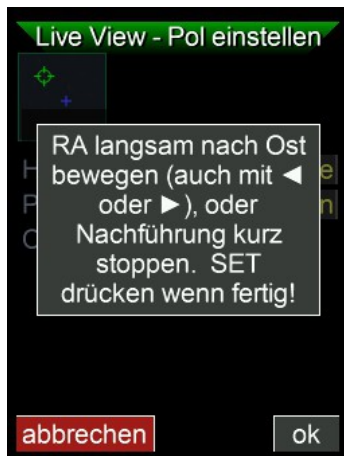 Live View - Pol einstellen
RA langsam nach Ost
bewegen (auch mit ◄
oder ►), oder
Nachführung kurz
stoppen. SET
drücken wenn fertig!
abbrechen
ok